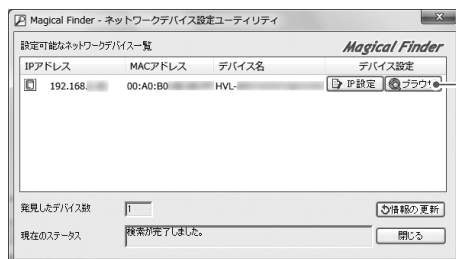 Magical Finder - ネットワークデバイス設定ユーティリティ
設定可能なネットワークデバイス一覧
Magical Finder
IPアドレス MACアドレス デバイス名 デバイス設定
192.168. 00:A0:B0 HVL- IP設定 ブラウザ
発見したデバイス数 1 情報の更新
現在のステータス 検索が完了しました。 閉じる